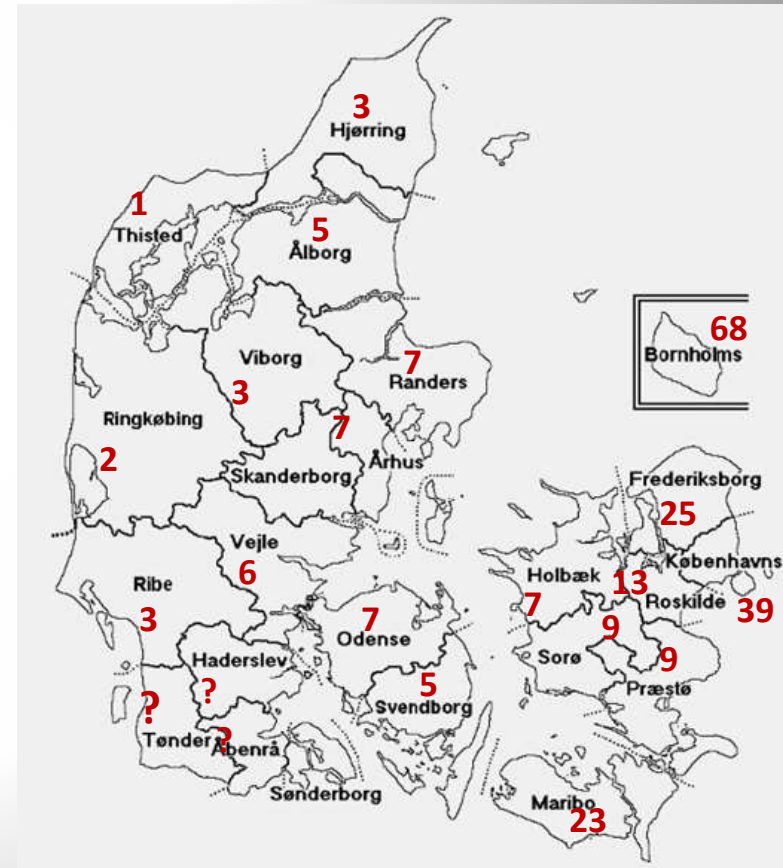 3
Hjørring
1
Thisted
5
Ålborg
68
Bornholms
Viborg
3
7
Randers
Ringkøbing
2
7
Århus
Skanderborg
Frederiksborg
25
Vejle
6
Københavns
39
Holbæk
7
13
Roskilde
Ribe
3
7
Odense
9
Sorø
9
Præstø
Haderslev
?
5
Svendborg
?
Tønder
?
Åbenrå
Sønderborg
Maribo
23